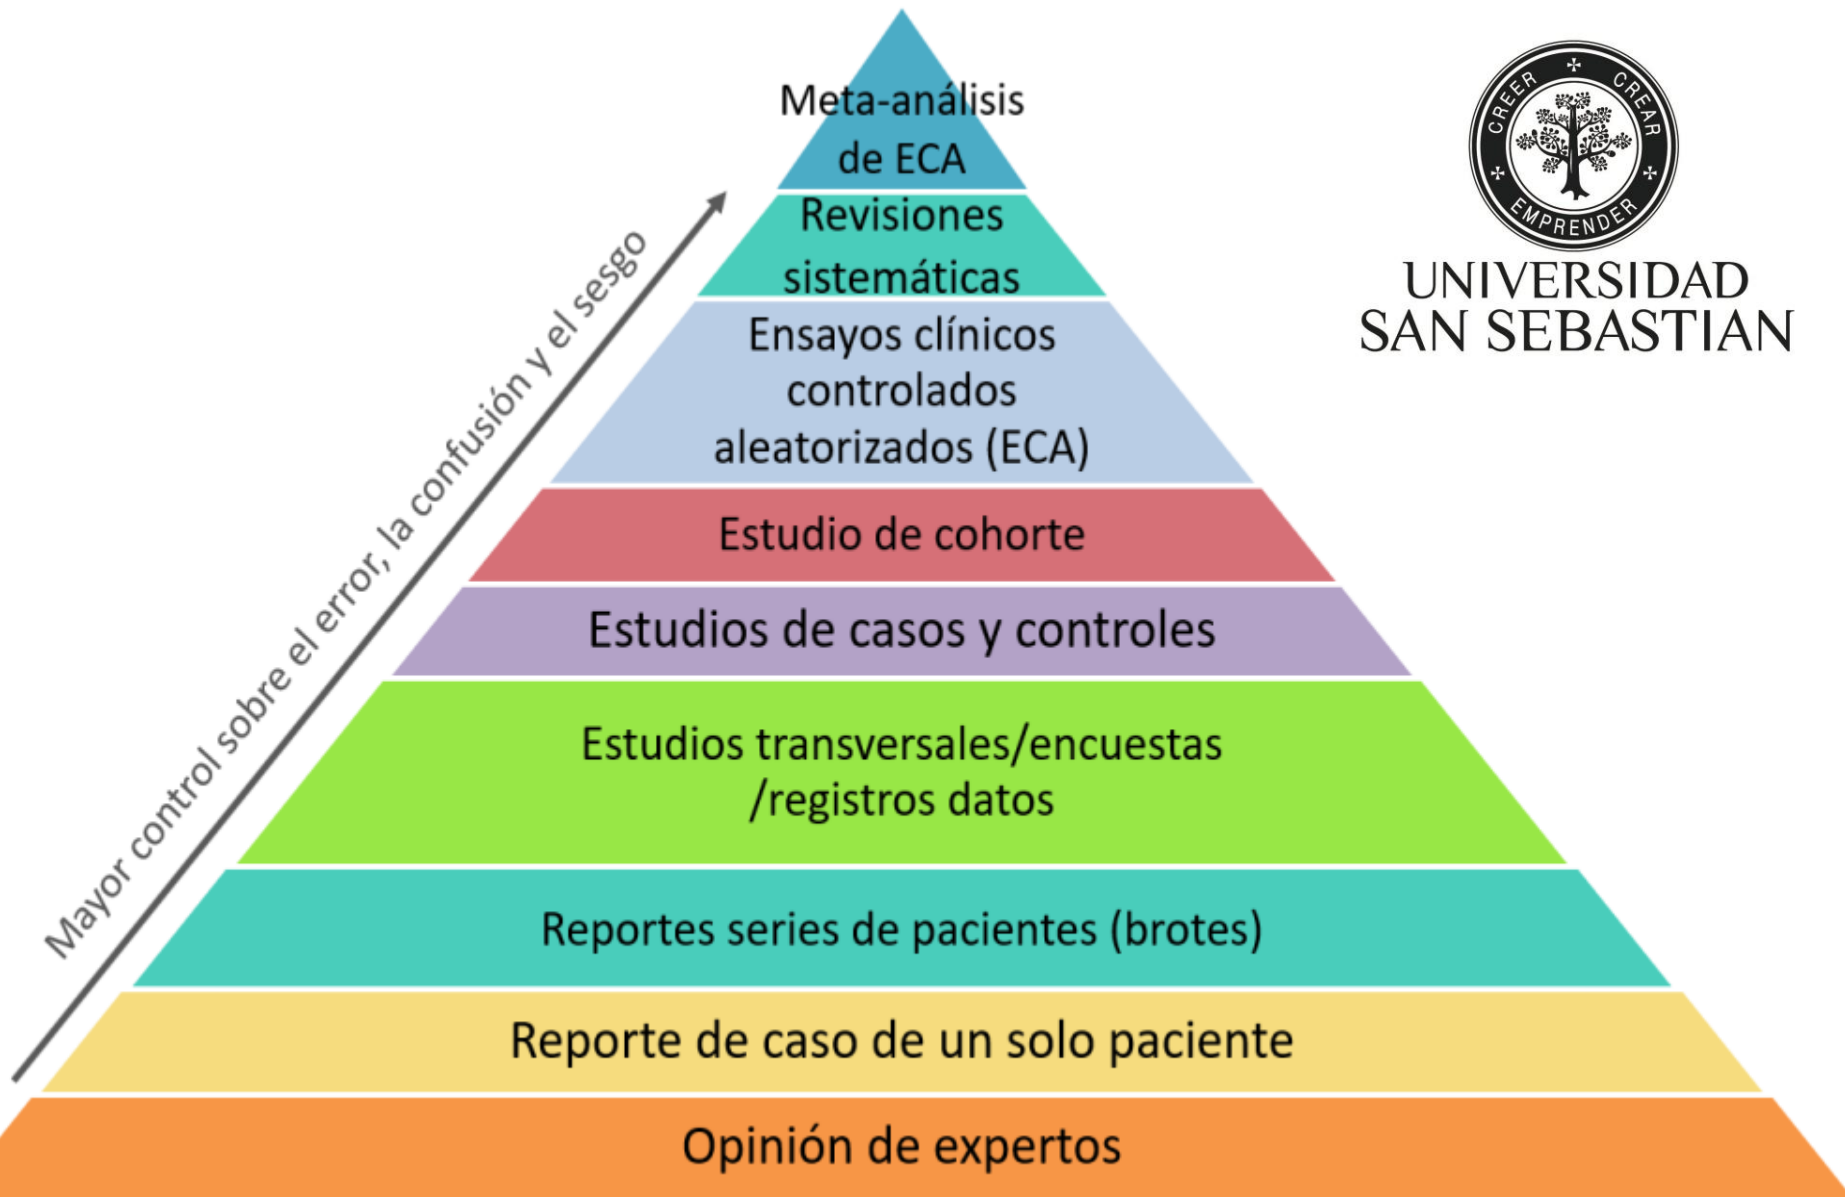 Meta-análisis
de ECA
Revisiones
sistemáticas
Ensayos clínicos
controlados
aleatorizados (ECA)
Estudio de cohorte
Estudios de casos y controles
Estudios transversales/encuestas
/registros datos
Reportes series de pacientes (brotes)
Reporte de caso de un solo paciente
Opinión de expertos
Mayor control sobre el error, la confusión y el sesgo
CREER CREAR
EMPRENDER
UNIVERSIDAD
SAN SEBASTIAN